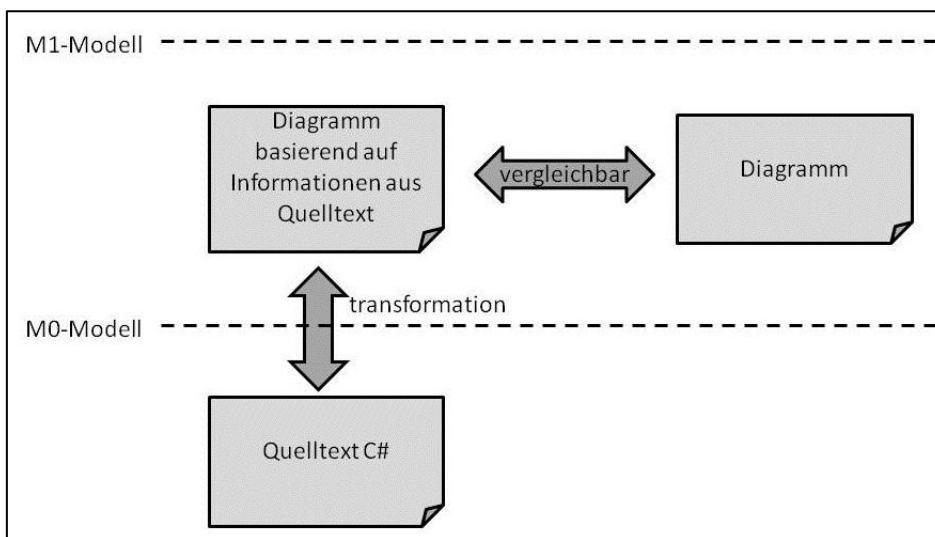 M1-Modell
Diagramm
basierend auf
Informationen aus
Quelltext
vergleichbar
Diagramm
transformation
M0-Modell
Quelltext C#